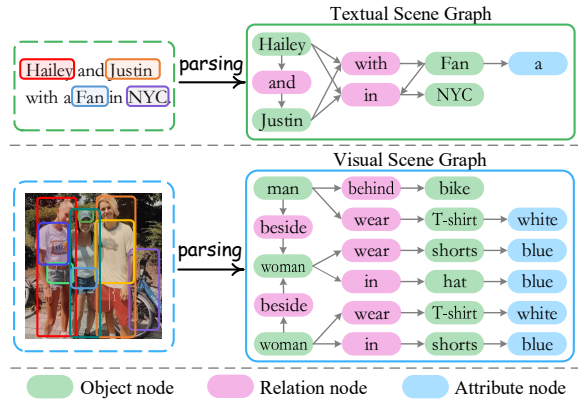 Textual Scene Graph
Hailey and Justin
with a Fan in NYC.
parsing
Hailey
and
Justin
with
in
Fan
NYC
a
Visual Scene Graph
parsing
man
beside
woman
beside
woman
behind
wear
wear
in
wear
in
bike
T-shirt
shorts
hat
T-shirt
shorts
white
blue
blue
white
blue
Object node
Relation node
Attribute node